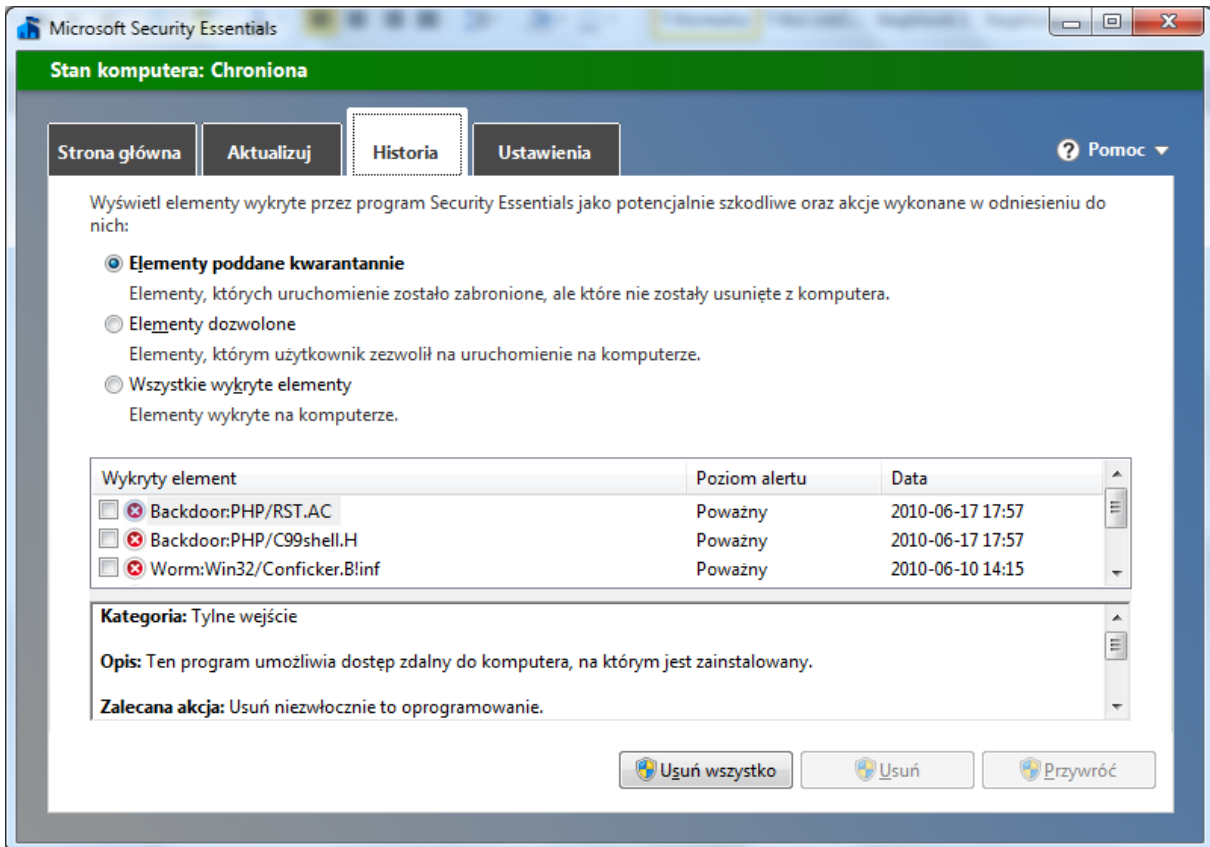 Microsoft Security Essentials
Stan komputera: Chroniona
Strona główna Aktualizuj Historia Ustawienia Pomoc
Wyświetl elementy wykryte przez program Security Essentials jako potencjalnie szkodliwe oraz akcje wykonane w odniesieniu do
nich:
Elementy poddane kwarantannie
Elementy, których uruchomienie zostało zabronione, ale które nie zostały usunięte z komputera.
Elementy dozwolone
Elementy, którym użytkownik zezwolił na uruchomienie na komputerze.
Wszystkie wykryte elementy
Elementy wykryte na komputerze.
Wykryty element Poziom alertu Data
Backdoor:PHP/RST.AC Poważny 2010-06-17 17:57
Backdoor:PHP/C99shell.H Poważny 2010-06-17 17:57
Worm:Win32/Conficker.B!inf Poważny 2010-06-10 14:15
Kategoria: Tylne wejście
Opis: Ten program umożliwia dostęp zdalny do komputera, na którym jest zainstalowany.
Zalecana akcja: Usuń niezwłocznie to oprogramowanie.
Usuń wszystko Usuń Przywróć